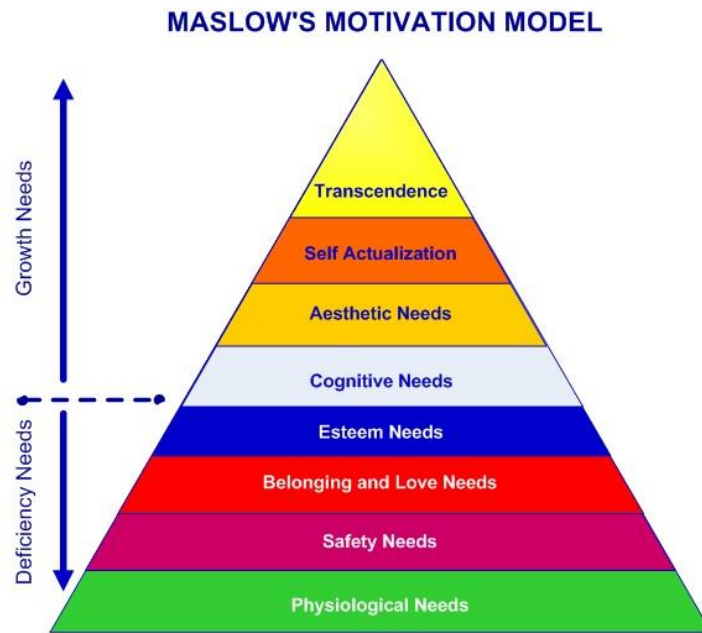 MASLOW'S MOTIVATION MODEL
Growth Needs
Deficiency Needs
Transcendence
Self Actualization
Aesthetic Needs
Cognitive Needs
Esteem Needs
Belonging and Love Needs
Safety Needs
Physiological Needs